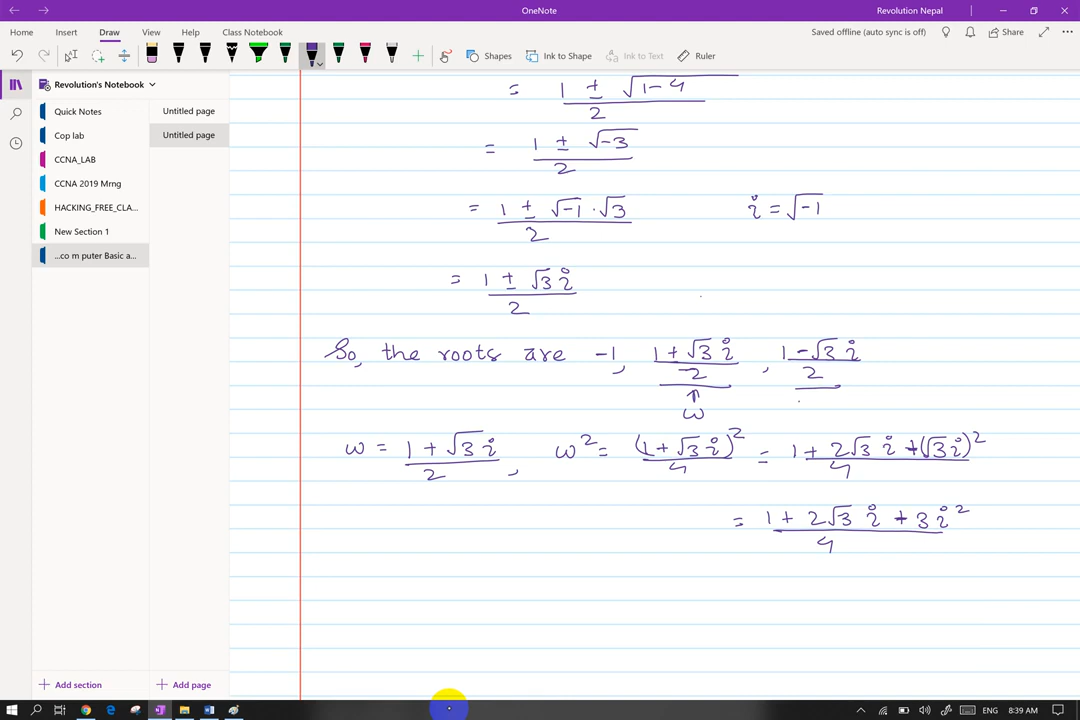 OneNote
Revolution Nepal
Home Insert Draw View Help Class Notebook
Saved offline (auto sync is off)
Share
Shapes
Ink to Shape
Ink to Text
Ruler
Revolution's Notebook
Quick Notes
Cop lab
CCNA_LAB
CCNA 2019 Mrng
HACKING_FREE_CLA...
New Section 1
...co m puter Basic a...
Untitled page
Untitled page
= (1 ± √(1-4))/2
= (1 ± √-3)/2
= (1 ± √-1 · √3)/2
i = √-1
= (1 ± √3 i)/2
So, the roots are -1, (1+√3 i)/2, (1-√3 i)/2
↑
ω
ω = (1 + √3 i)/2, ω² = (1+√3 i)²/4 = (1 + 2√3 i + (√3 i)²)/4
= (1 + 2√3 i + 3i²)/4
+ Add section
+ Add page
ENG
8:39 AM